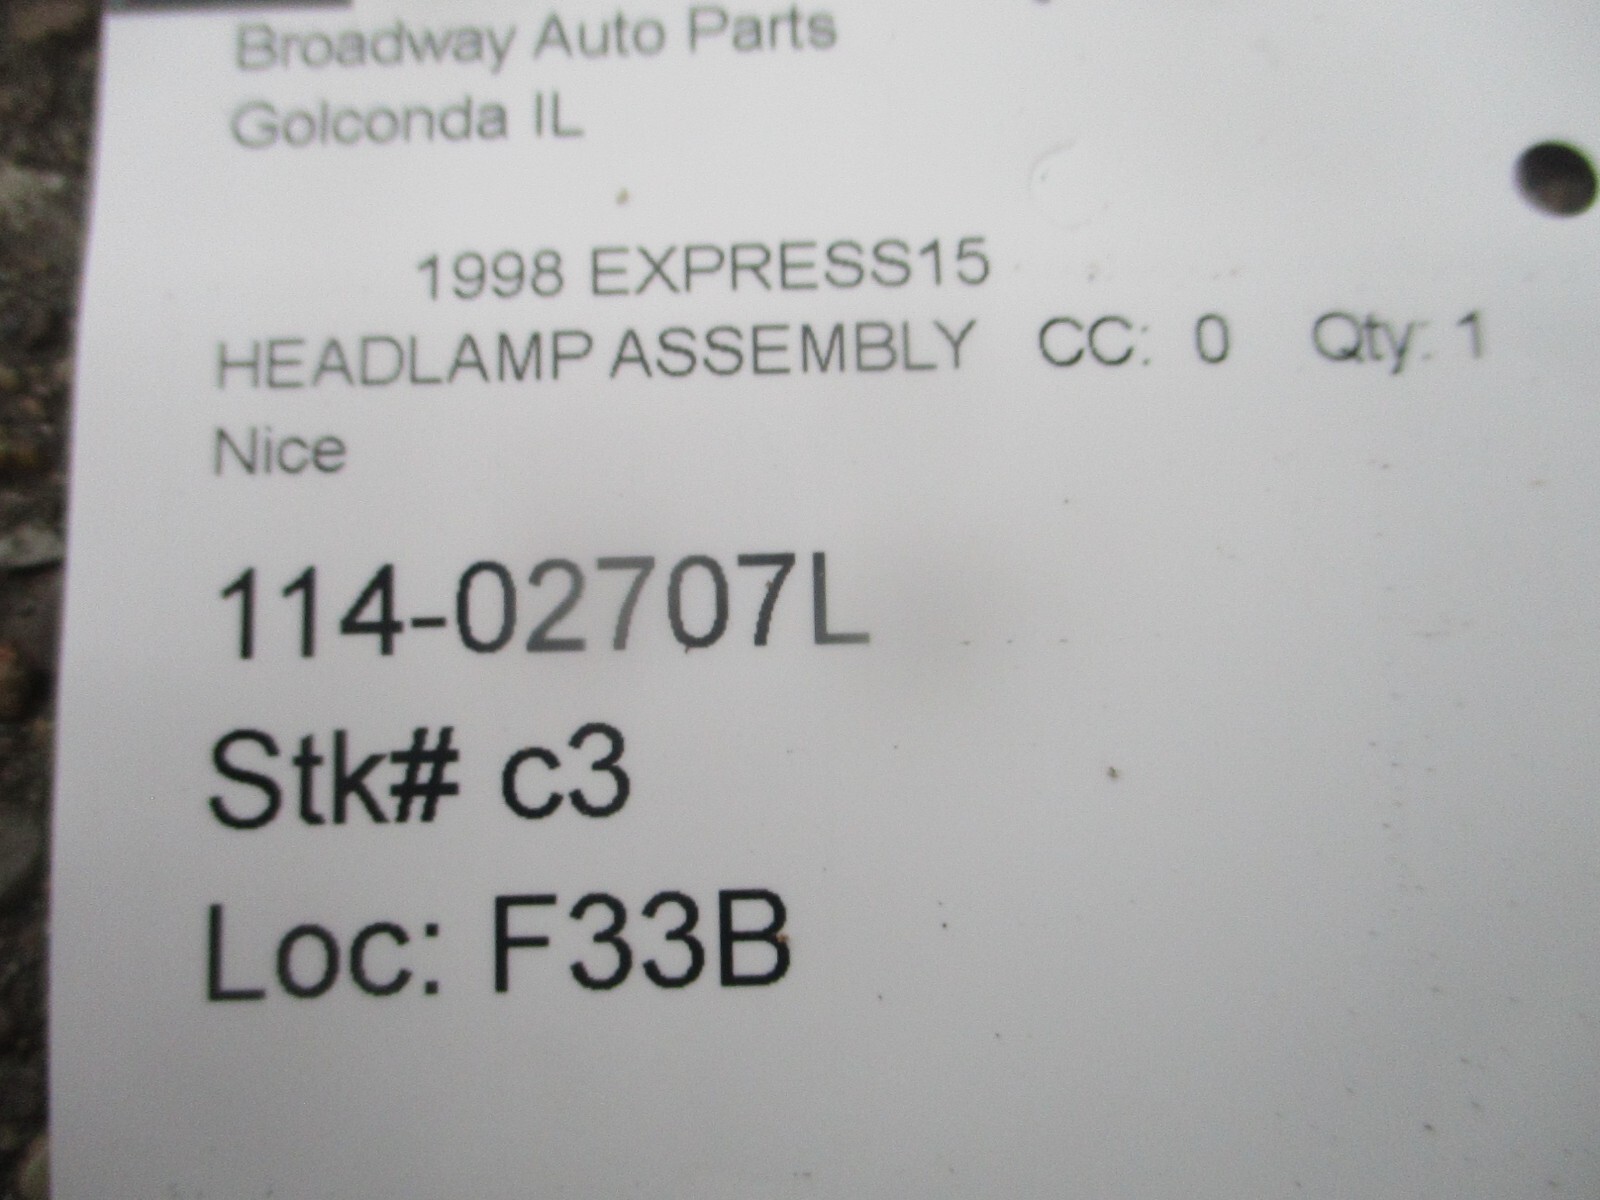 Broadway Auto Parts
Golconda IL
1998 EXPRESS15
HEADLAMP ASSEMBLY CC: 0 Qty: 1
Nice
114-02707L
Stk# c3
Loc: F33B